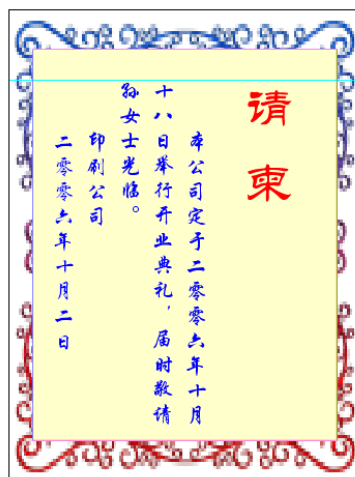 请柬
本公司定于二零零六年十月
十八日举行开业典礼，届时敬请
孙女士光临。
印刷公司
二零零六年十月二日